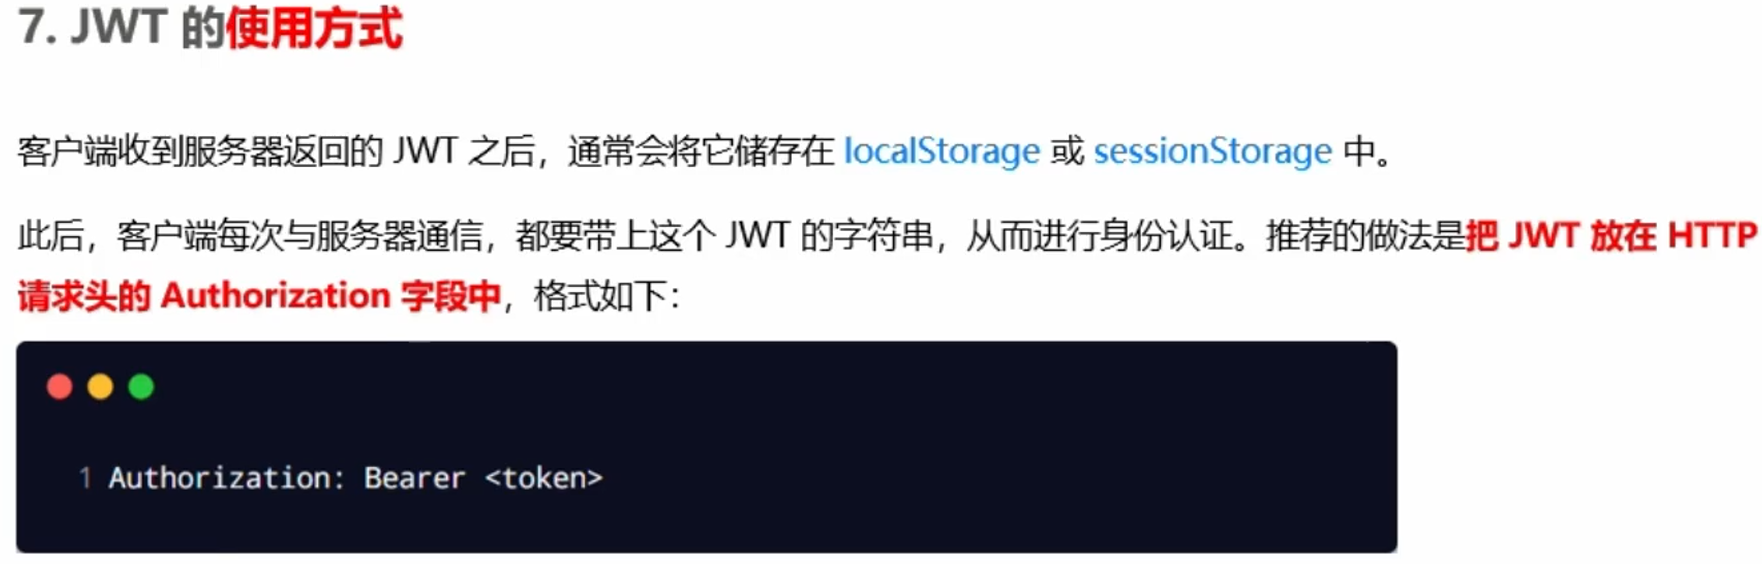 7. JWT 的使用方式
客户端收到服务器返回的 JWT 之后，通常会将它储存在 localStorage 或 sessionStorage 中。
此后，客户端每次与服务器通信，都要带上这个 JWT 的字符串，从而进行身份认证。推荐的做法是把 JWT 放在 HTTP
请求头的 Authorization 字段中，格式如下：
1 Authorization: Bearer <token>